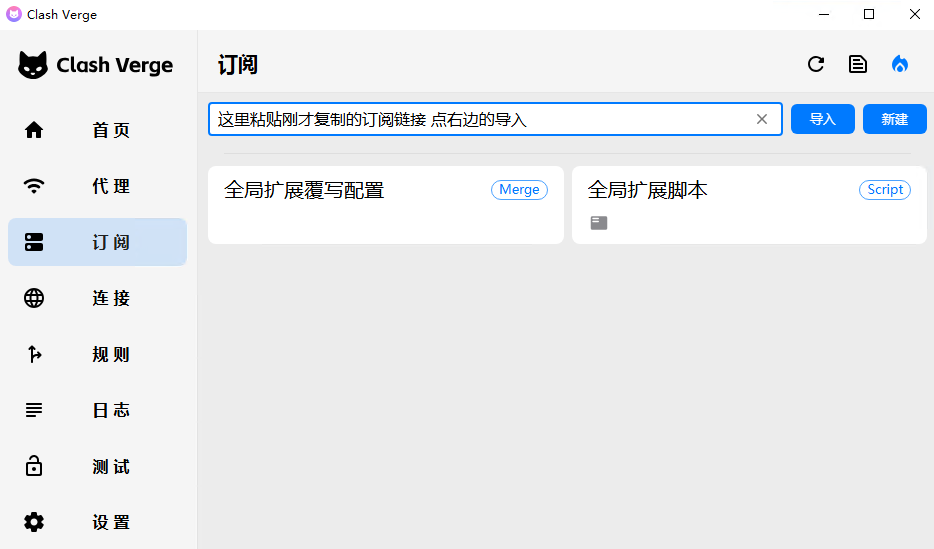 Clash Verge
Clash Verge
订阅
首页
代理
订阅
连接
规则
日志
测试
设置
这里粘贴刚才复制的订阅链接 点右边的导入
导入
新建
全局扩展覆写配置
Merge
全局扩展脚本
Script